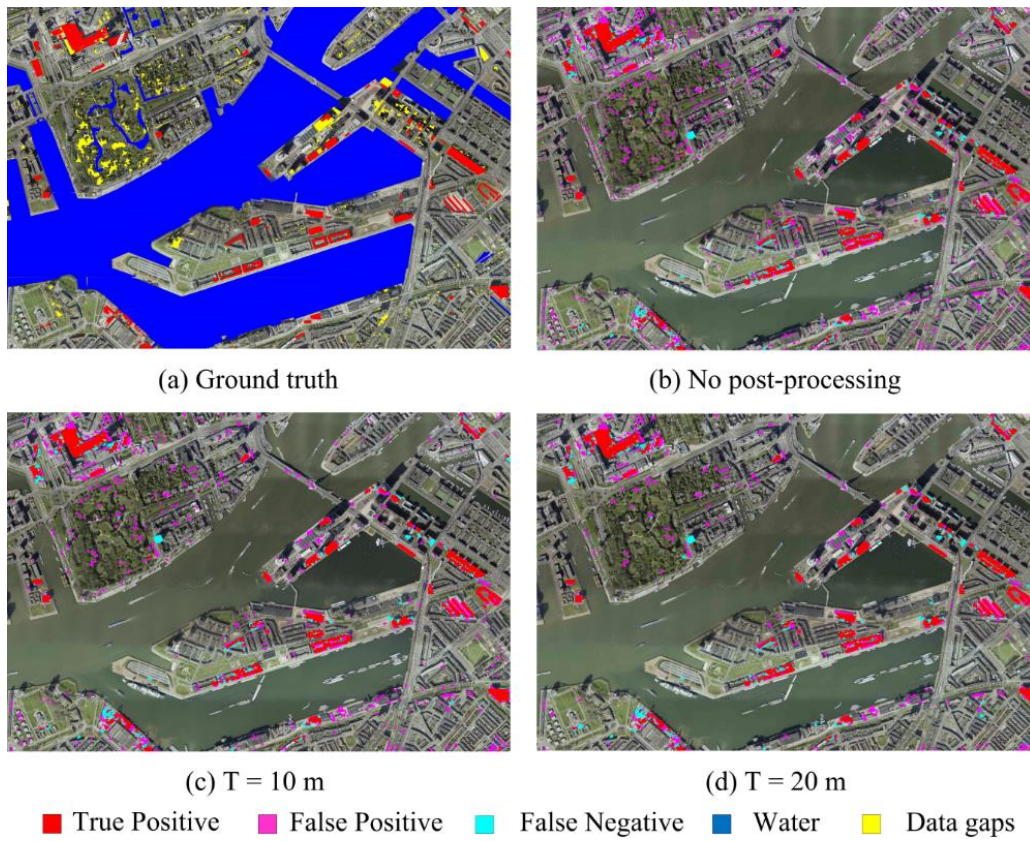 (a) Ground truth
(b) No post-processing
(c) T = 10 m
(d) T = 20 m
True Positive False Positive False Negative Water Data gaps